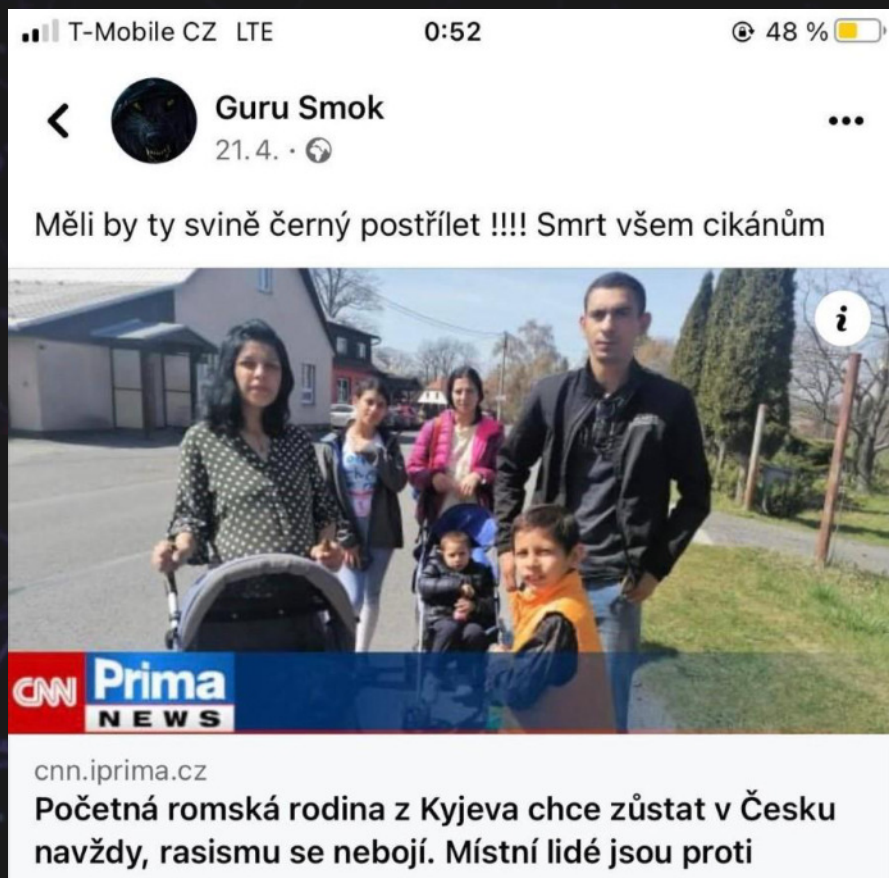 T-Mobile CZ LTE 0:52 48 %
Guru Smok
21. 4. ·
Měli by ty svině černý postřílet !!!! Smrt všem cikánům
CNN Prima
NEWS
cnn.iprima.cz
Početná romská rodina z Kyjeva chce zůstat v Česku
navždy, rasismu se nebojí. Místní lidé jsou proti